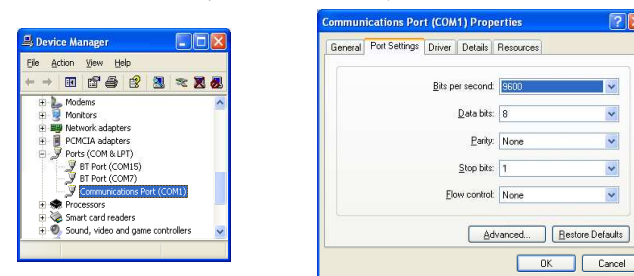 Device Manager
File Action View Help
Modems
Monitors
Network adapters
PCMCIA adapters
Ports (COM & LPT)
BT Port (COM15)
BT Port (COM7)
Communications Port (COM1)
Processors
Smart card readers
Sound, video and game controllers
Communications Port (COM1) Properties
General Port Settings Driver Details Resources
Bits per second: 9600
Data bits: 8
Parity: None
Stop bits: 1
Flow control: None
Advanced... Restore Defaults
OK Cancel